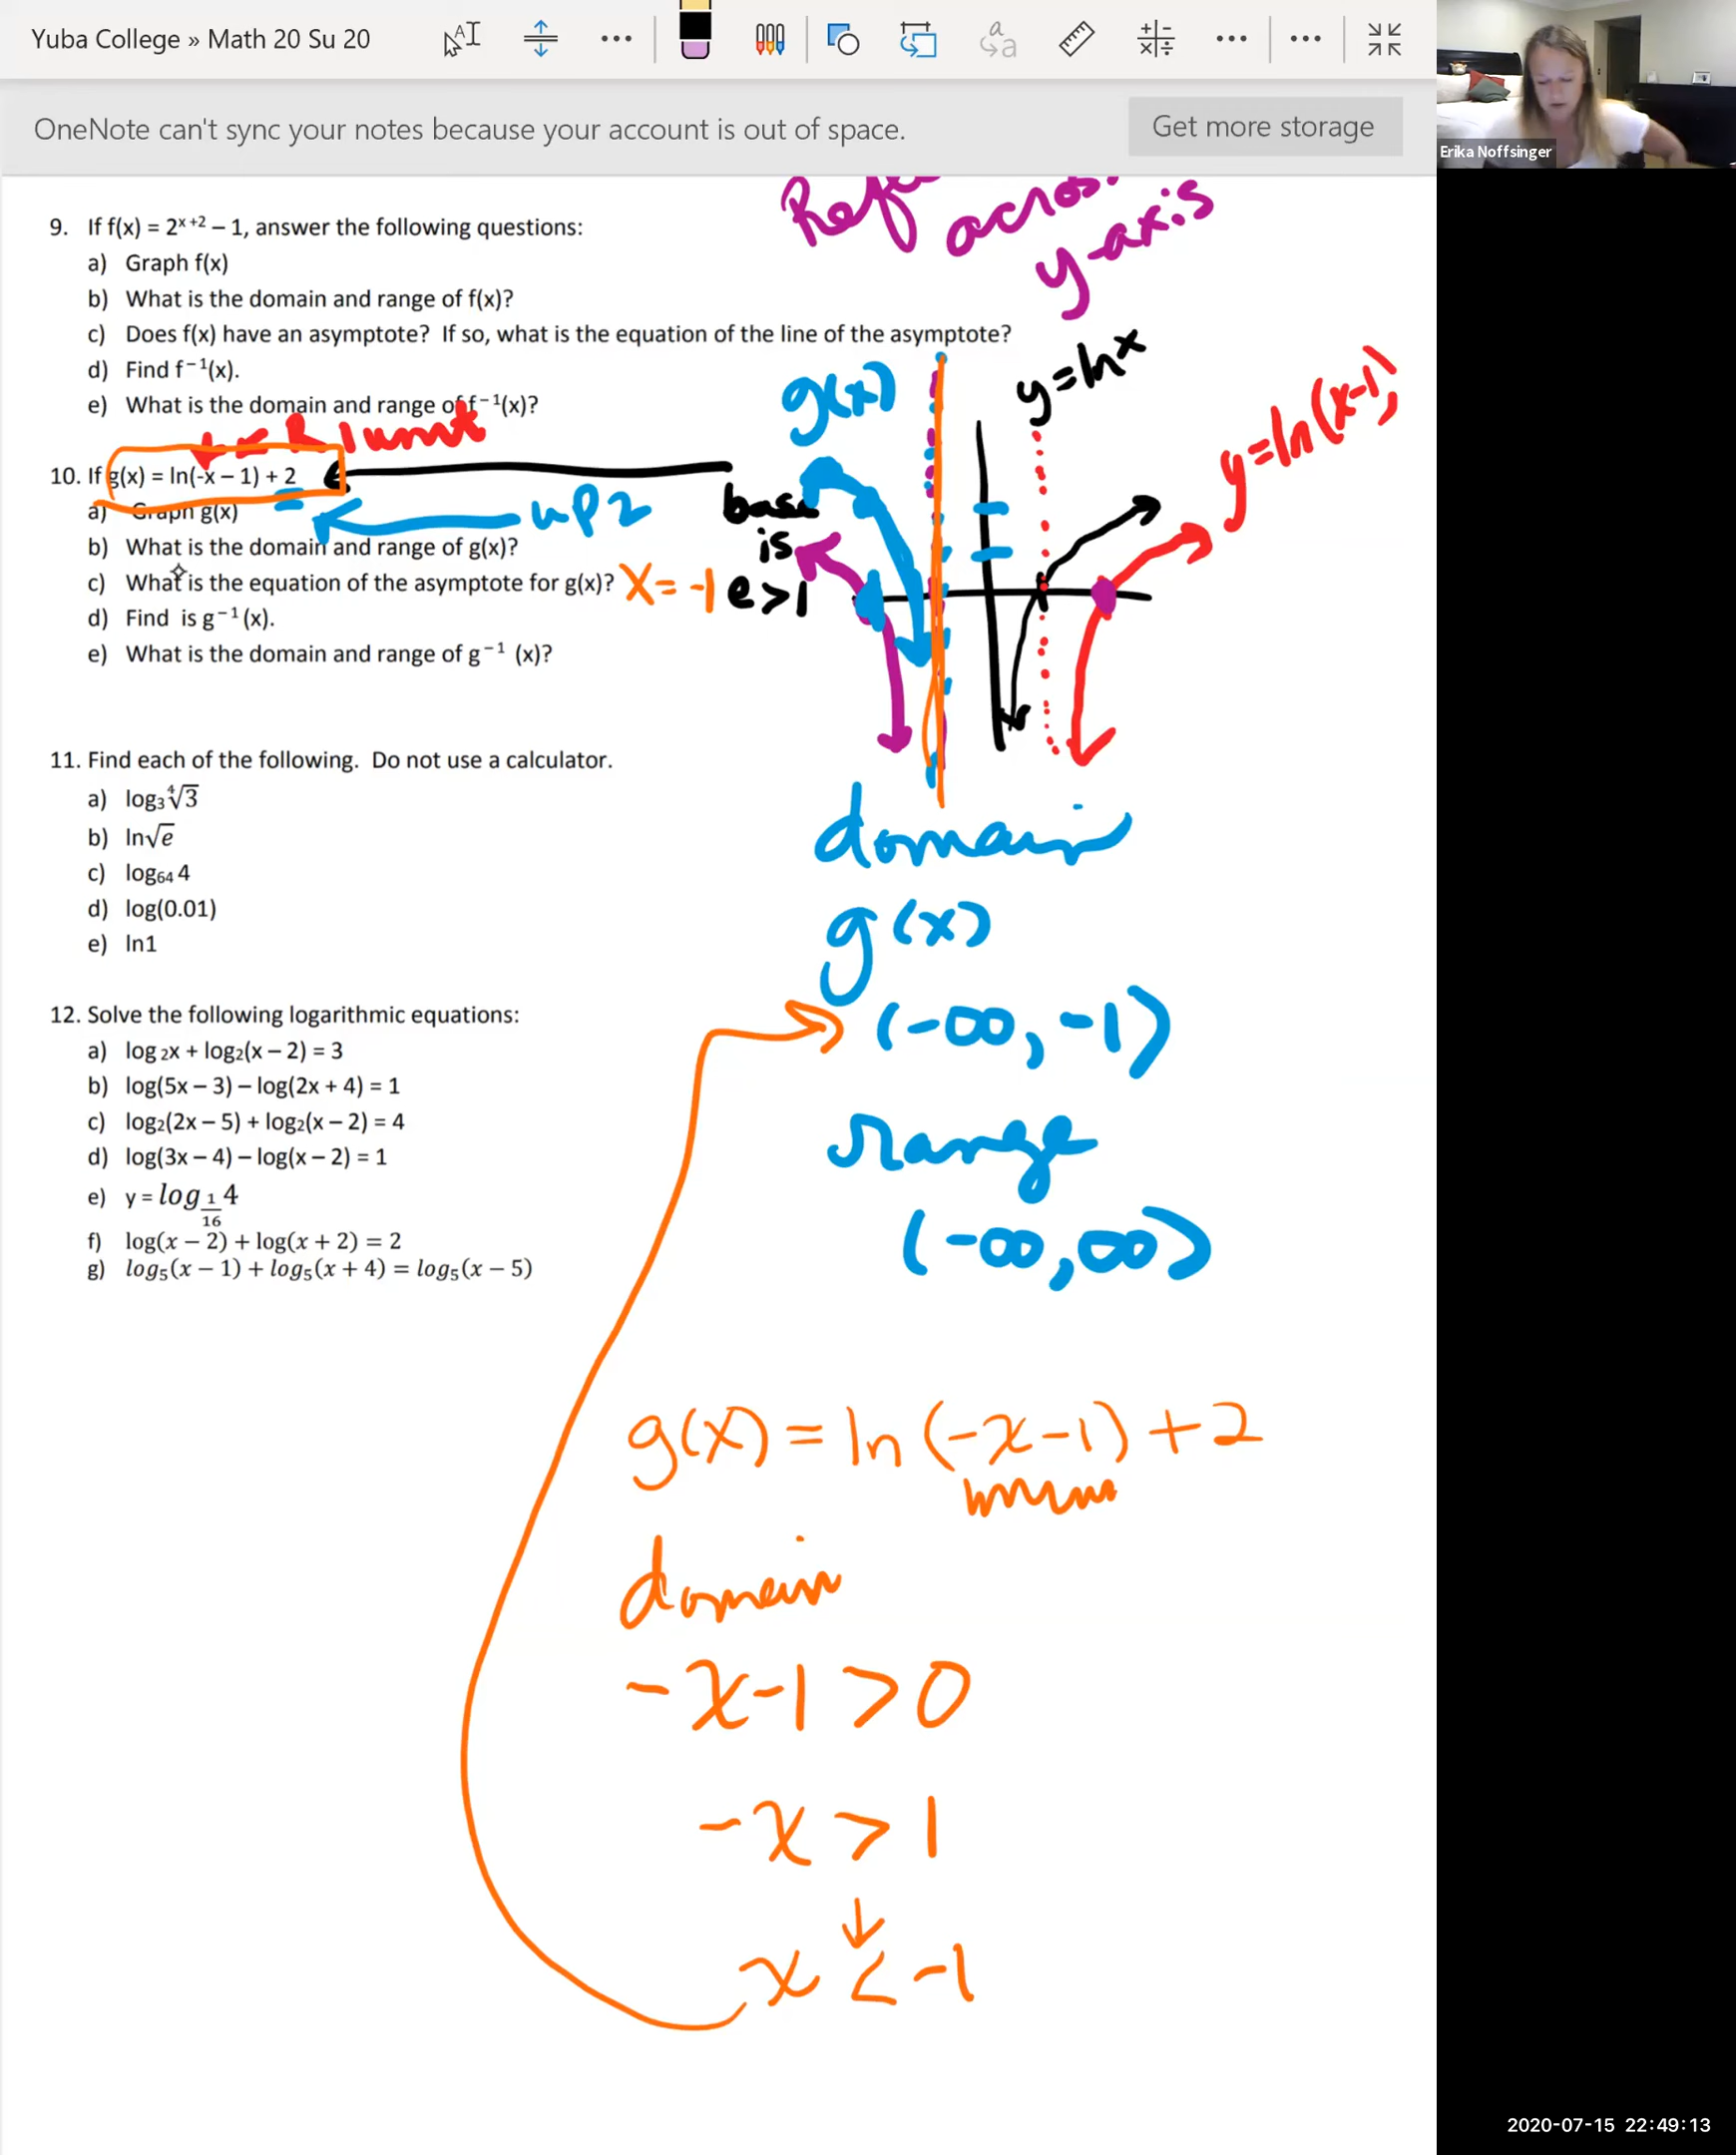 Yuba College » Math 20 Su 20
OneNote can't sync your notes because your account is out of space.
Get more storage
Erika Noffsinger
across
y-axis
9. If f(x) = 2ˣ⁺² – 1, answer the following questions:
a) Graph f(x)
b) What is the domain and range of f(x)?
c) Does f(x) have an asymptote? If so, what is the equation of the line of the asymptote?
d) Find f⁻¹(x).
e) What is the domain and range of f⁻¹(x)?
R 1 unit
10. If g(x) = ln(-x – 1) + 2
up 2
a) Graph g(x)
b) What is the domain and range of g(x)?
c) What is the equation of the asymptote for g(x)? X = -1
d) Find is g⁻¹ (x).
e) What is the domain and range of g⁻¹ (x)?
base
is
e>1
g(x)
y=lnx
y=ln(x-1)
11. Find each of the following. Do not use a calculator.
a) log₃⁴√3
b) ln√e
c) log₆₄ 4
d) log(0.01)
e) ln1
12. Solve the following logarithmic equations:
a) log ₂x + log₂(x – 2) = 3
b) log(5x – 3) – log(2x + 4) = 1
c) log₂(2x – 5) + log₂(x – 2) = 4
d) log(3x – 4) – log(x – 2) = 1
e) y = log_(1/16) 4
f) log(x − 2) + log(x + 2) = 2
g) log₅(x − 1) + log₅(x + 4) = log₅(x − 5)
domain
g(x)
(-∞, -1)
range
(-∞, ∞)
g(x) = ln (-x-1) +2
domain
-x-1 > 0
-x > 1
x < -1
2020-07-15 22:49:13